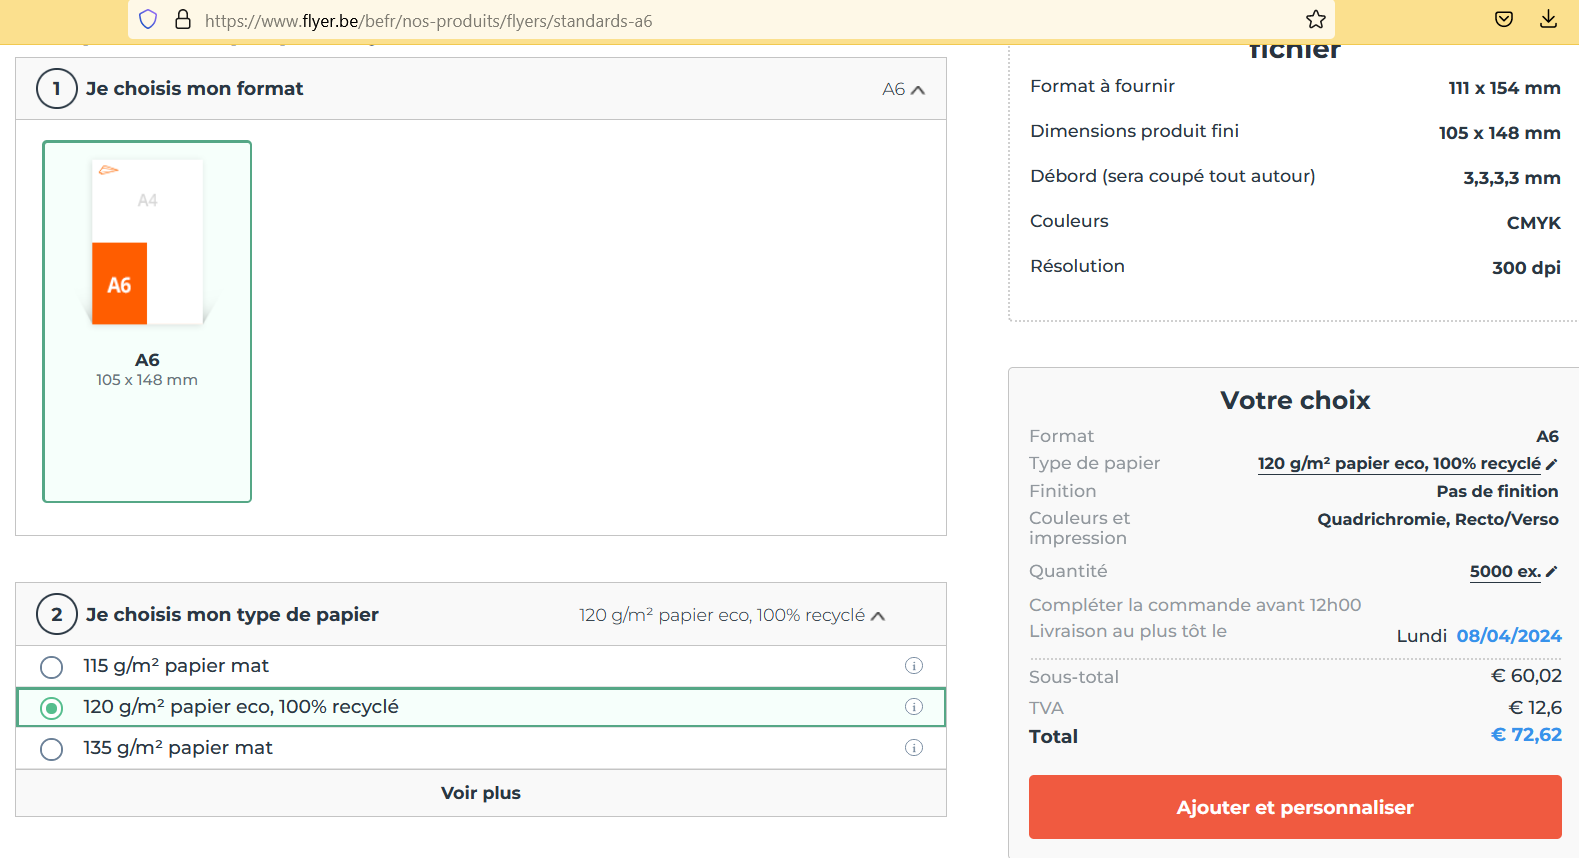 https://www.flyer.be/befr/nos-produits/flyers/standards-a6
1 Je choisis mon format A6
A4
A6
A6
105 x 148 mm
2 Je choisis mon type de papier 120 g/m² papier eco, 100% recyclé
115 g/m² papier mat
120 g/m² papier eco, 100% recyclé
135 g/m² papier mat
Voir plus
fichier
Format à fournir 111 x 154 mm
Dimensions produit fini 105 x 148 mm
Débord (sera coupé tout autour) 3,3,3,3 mm
Couleurs CMYK
Résolution 300 dpi
Votre choix
Format A6
Type de papier 120 g/m² papier eco, 100% recyclé
Finition Pas de finition
Couleurs et Quadrichromie, Recto/Verso
impression
Quantité 5000 ex.
Compléter la commande avant 12h00
Livraison au plus tôt le Lundi 08/04/2024
Sous-total € 60,02
TVA € 12,6
Total € 72,62
Ajouter et personnaliser